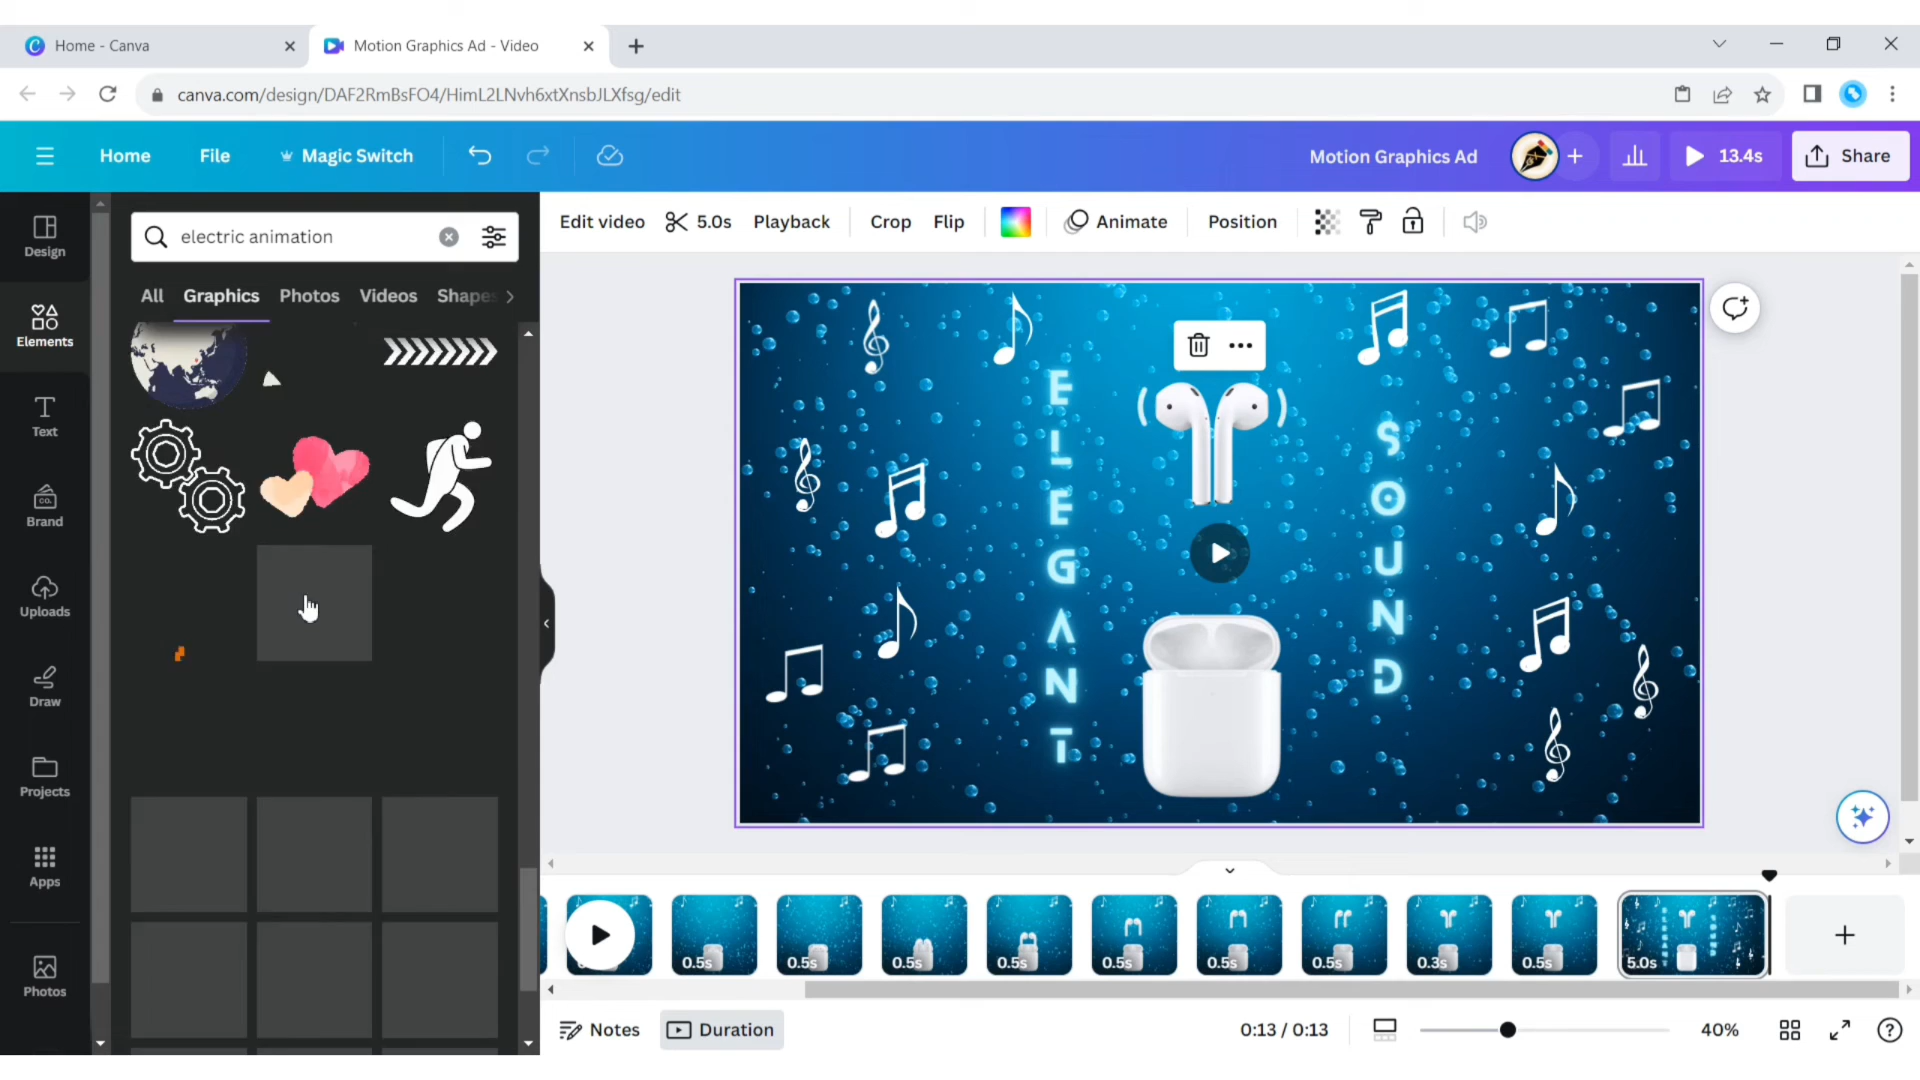 Home - Canva
Motion Graphics Ad - Video
canva.com/design/DAF2RmBsFO4/HimL2LNvh6xtXnsbJLXfsg/edit
Home
File
Magic Switch
Motion Graphics Ad
13.4s
Share
Design
Elements
Text
CO.
Brand
Uploads
Draw
Projects
Apps
Photos
electric animation
All
Graphics
Photos
Videos
Shapes
Edit video
5.0s
Playback
Crop
Flip
Animate
Position
ELEGANT
SOUND
0.5s
0.5s
0.5s
0.5s
0.5s
0.5s
0.5s
0.3s
0.5s
5.0s
Notes
Duration
0:13 / 0:13
40%